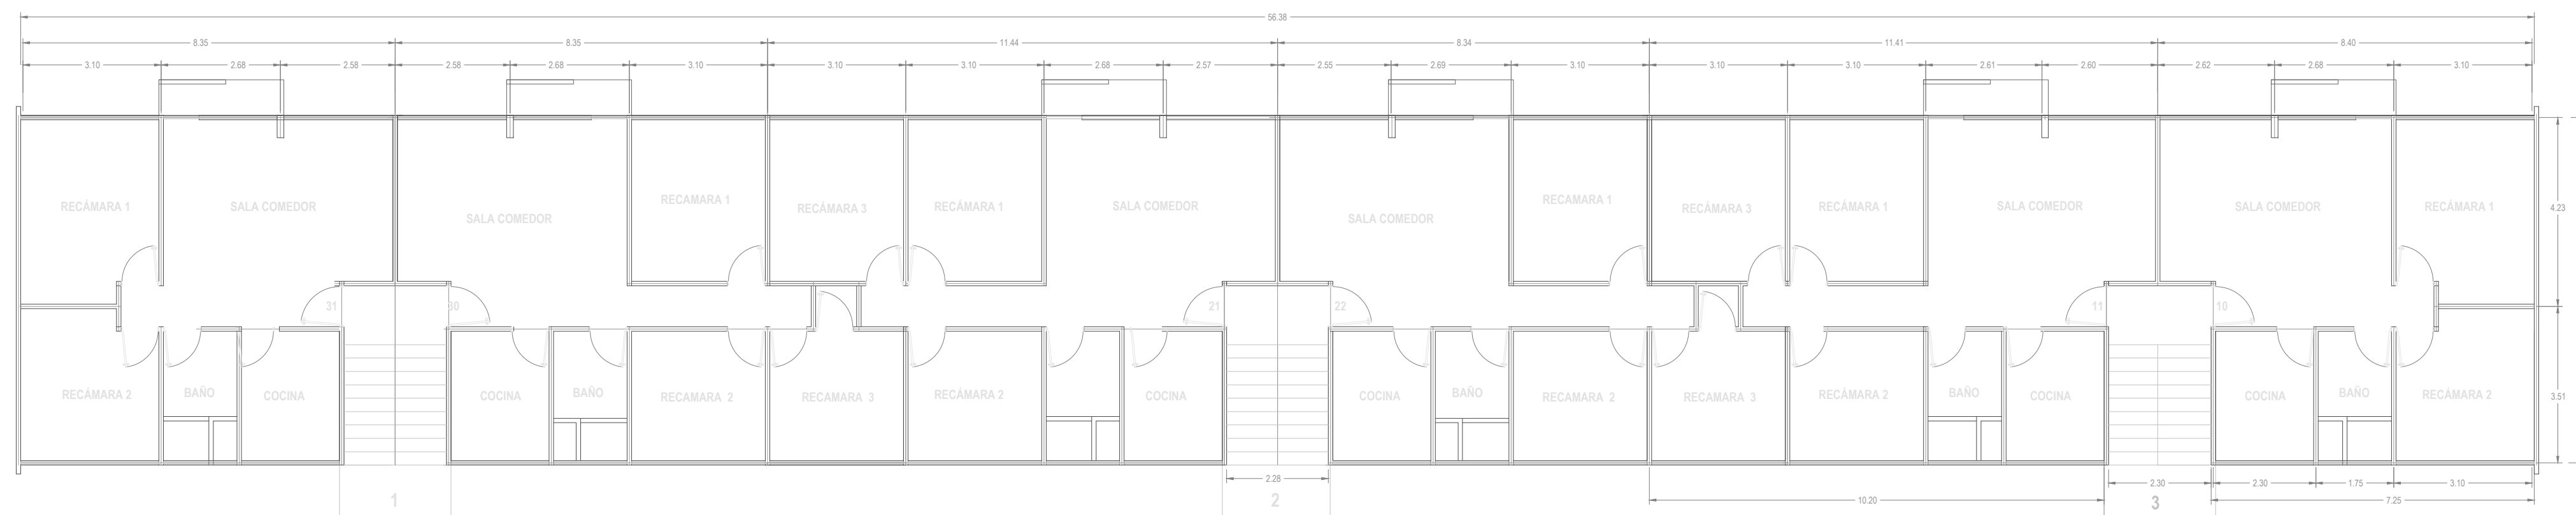 56.38
8.35 8.35 11.44 8.34 11.41 8.40
3.10 2.68 2.58 2.58 2.68 3.10 3.10 3.10 2.68 2.57 2.55 2.69 3.10 3.10 3.10 2.61 2.60 2.62 2.68 3.10
RECÁMARA 1 SALA COMEDOR SALA COMEDOR RECAMARA 1 RECÁMARA 3 RECÁMARA 1 SALA COMEDOR SALA COMEDOR RECAMARA 1 RECÁMARA 3 RECÁMARA 1 SALA COMEDOR SALA COMEDOR RECÁMARA 1
4.23
31 30 21 22 11 10
RECÁMARA 2 BAÑO COCINA COCINA BAÑO RECAMARA 2 RECAMARA 3 RECÁMARA 2 COCINA COCINA BAÑO RECAMARA 2 RECAMARA 3 RECÁMARA 2 BAÑO COCINA COCINA BAÑO RECÁMARA 2
3.51
2.28 2.30 2.30 1.75 3.10
1 2 10.20 3 7.25